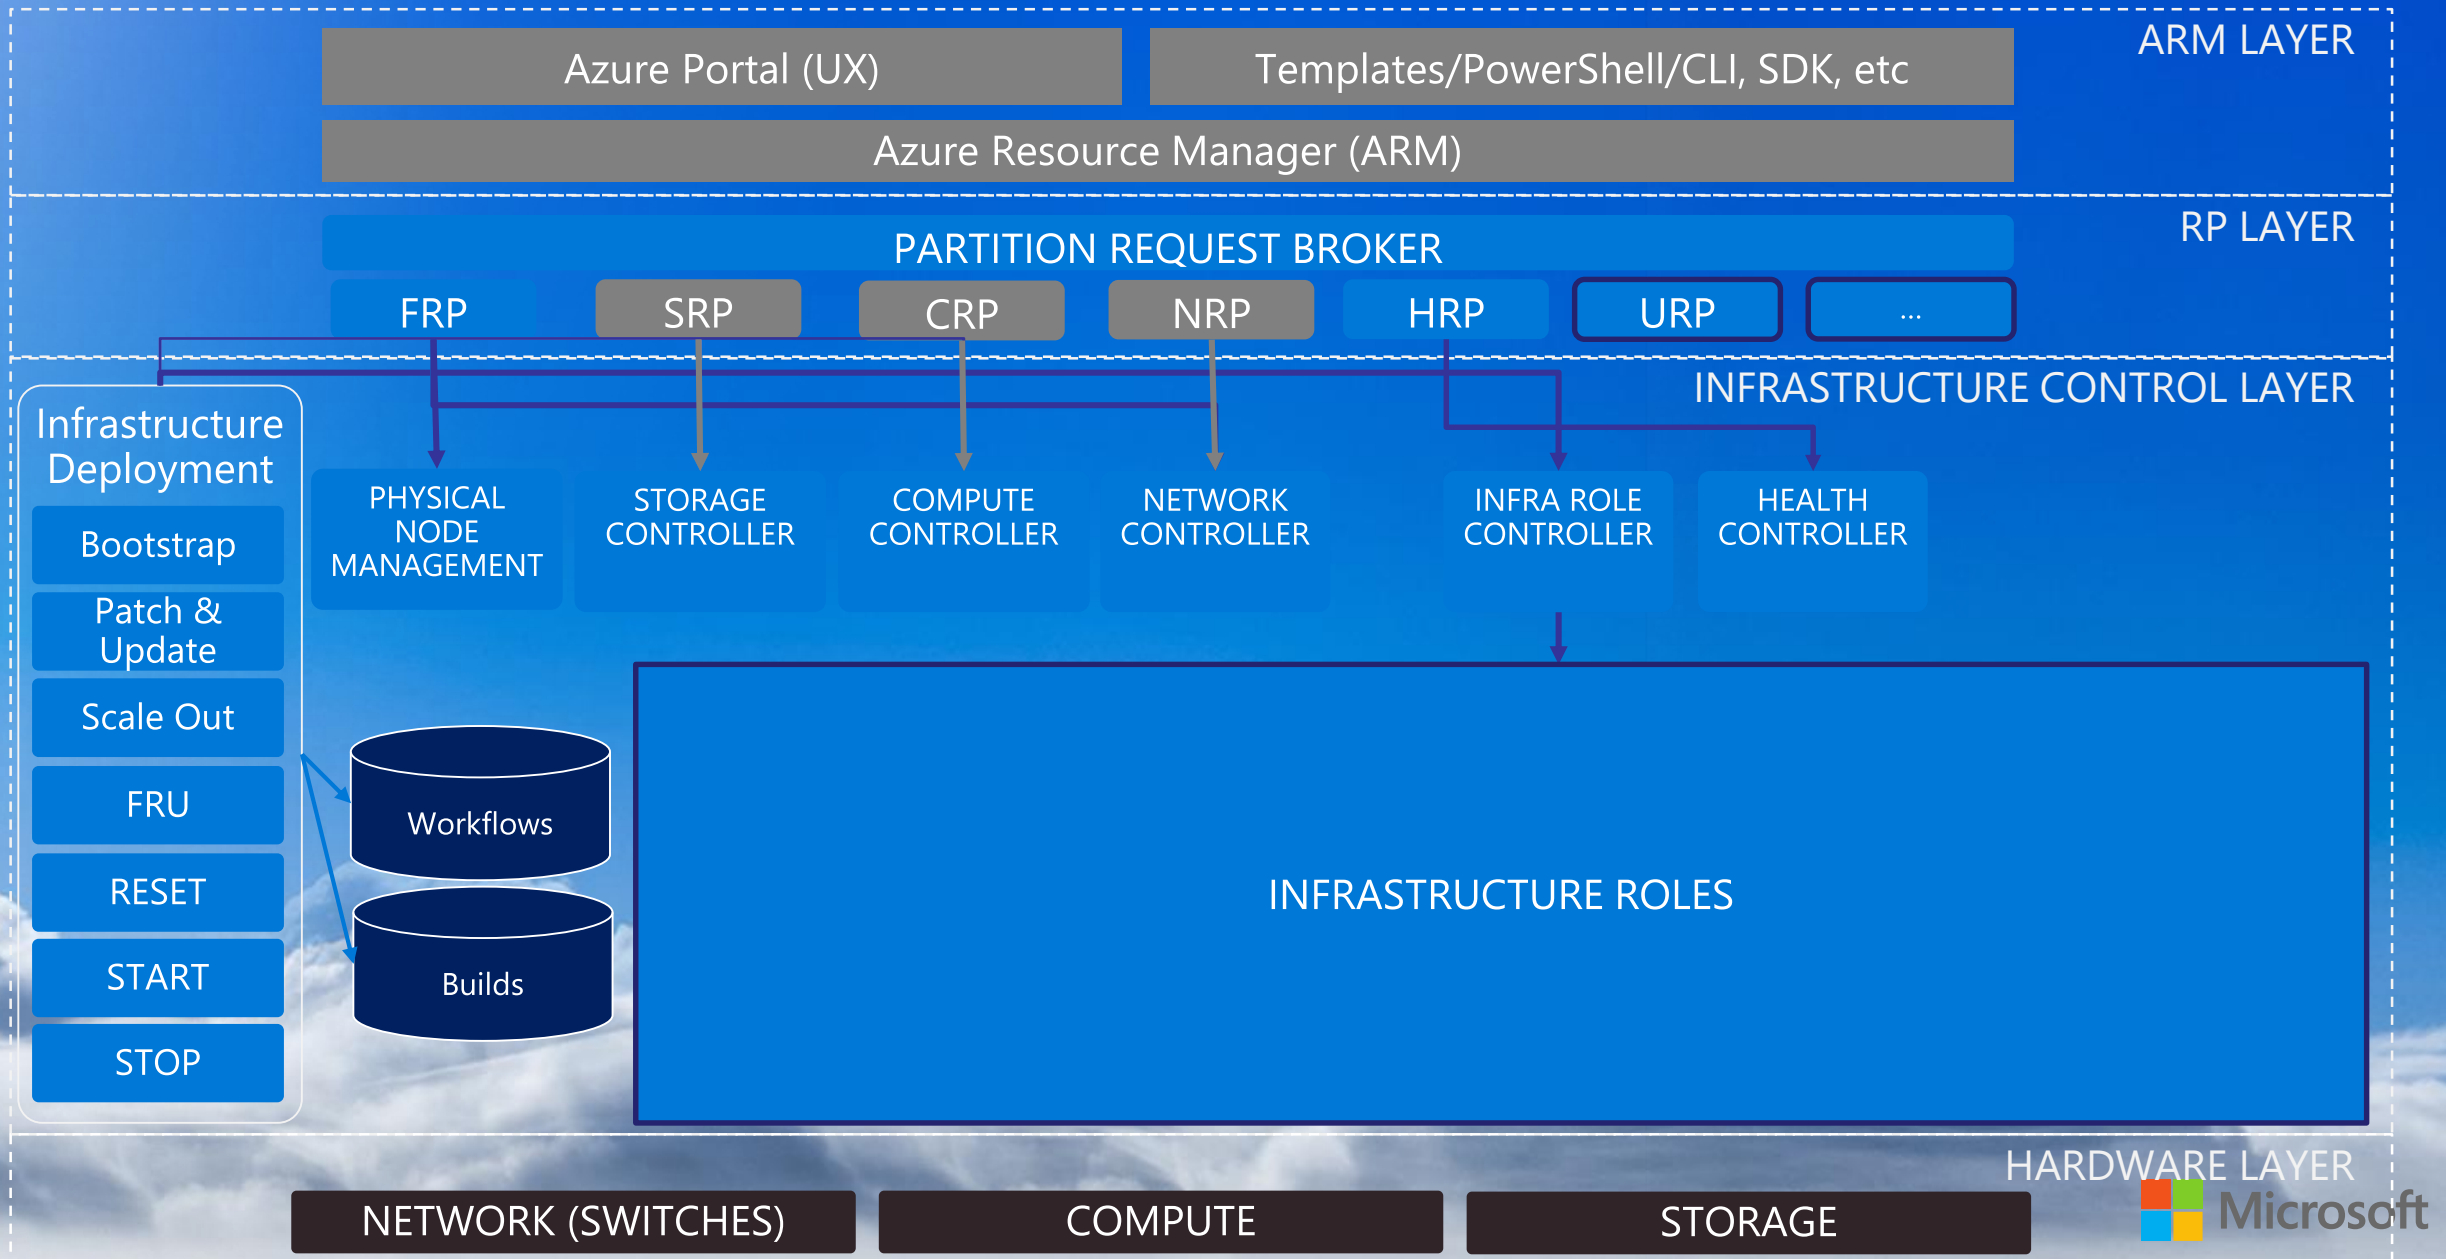 ARM LAYER
Azure Portal (UX)
Templates/PowerShell/CLI, SDK, etc
Azure Resource Manager (ARM)
RP LAYER
PARTITION REQUEST BROKER
FRP
SRP
CRP
NRP
HRP
URP
...
INFRASTRUCTURE CONTROL LAYER
Infrastructure
Deployment
Bootstrap
Patch &
Update
Scale Out
FRU
RESET
START
STOP
PHYSICAL
NODE
MANAGEMENT
STORAGE
CONTROLLER
COMPUTE
CONTROLLER
NETWORK
CONTROLLER
INFRA ROLE
CONTROLLER
HEALTH
CONTROLLER
Workflows
Builds
INFRASTRUCTURE ROLES
HARDWARE LAYER
NETWORK (SWITCHES)
COMPUTE
STORAGE
Microsoft